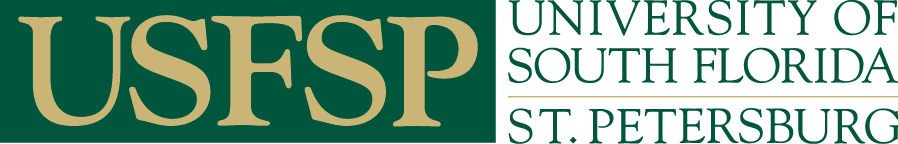 USFSP
UNIVERSITY OF
SOUTH FLORIDA
ST. PETERSBURG